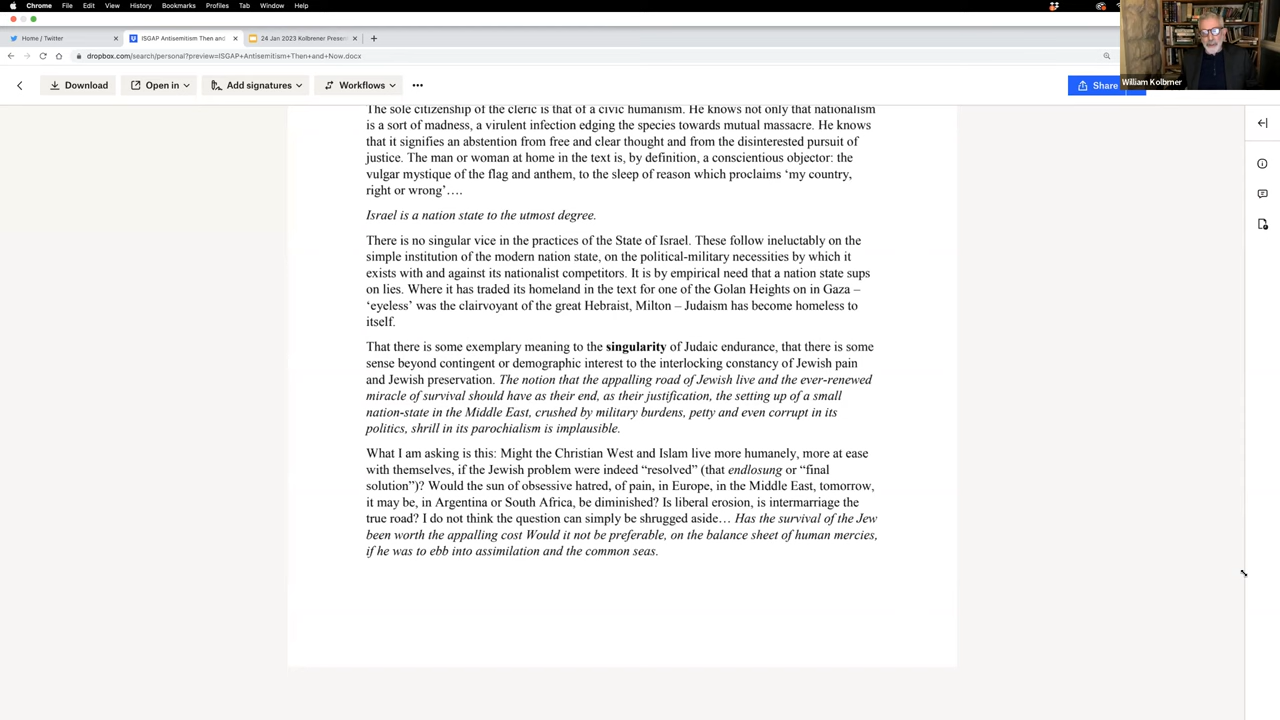 Chrome File Edit View History Bookmarks Profiles Tab Window Help
Home / Twitter × ISGAP Antisemitism Then and × 24 Jan 2023 Kolbrener Presen × +
dropbox.com/search/personal?preview=ISGAP+Antisemitism+Then+and+Now.docx
Download Open in Add signatures Workflows ••• Share
William Kolbrner
The sole citizenship of the cleric is that of a civic humanism. He knows not only that nationalism
is a sort of madness, a virulent infection edging the species towards mutual massacre. He knows
that it signifies an abstention from free and clear thought and from the disinterested pursuit of
justice. The man or woman at home in the text is, by definition, a conscientious objector: the
vulgar mystique of the flag and anthem, to the sleep of reason which proclaims ‘my country,
right or wrong’….
Israel is a nation state to the utmost degree.
There is no singular vice in the practices of the State of Israel. These follow ineluctably on the
simple institution of the modern nation state, on the political-military necessities by which it
exists with and against its nationalist competitors. It is by empirical need that a nation state sups
on lies. Where it has traded its homeland in the text for one of the Golan Heights on in Gaza –
‘eyeless’ was the clairvoyant of the great Hebraist, Milton – Judaism has become homeless to
itself.
That there is some exemplary meaning to the singularity of Judaic endurance, that there is some
sense beyond contingent or demographic interest to the interlocking constancy of Jewish pain
and Jewish preservation. The notion that the appalling road of Jewish live and the ever-renewed
miracle of survival should have as their end, as their justification, the setting up of a small
nation-state in the Middle East, crushed by military burdens, petty and even corrupt in its
politics, shrill in its parochialism is implausible.
What I am asking is this: Might the Christian West and Islam live more humanely, more at ease
with themselves, if the Jewish problem were indeed “resolved” (that endlosung or “final
solution”)? Would the sun of obsessive hatred, of pain, in Europe, in the Middle East, tomorrow,
it may be, in Argentina or South Africa, be diminished? Is liberal erosion, is intermarriage the
true road? I do not think the question can simply be shrugged aside… Has the survival of the Jew
been worth the appalling cost Would it not be preferable, on the balance sheet of human mercies,
if he was to ebb into assimilation and the common seas.